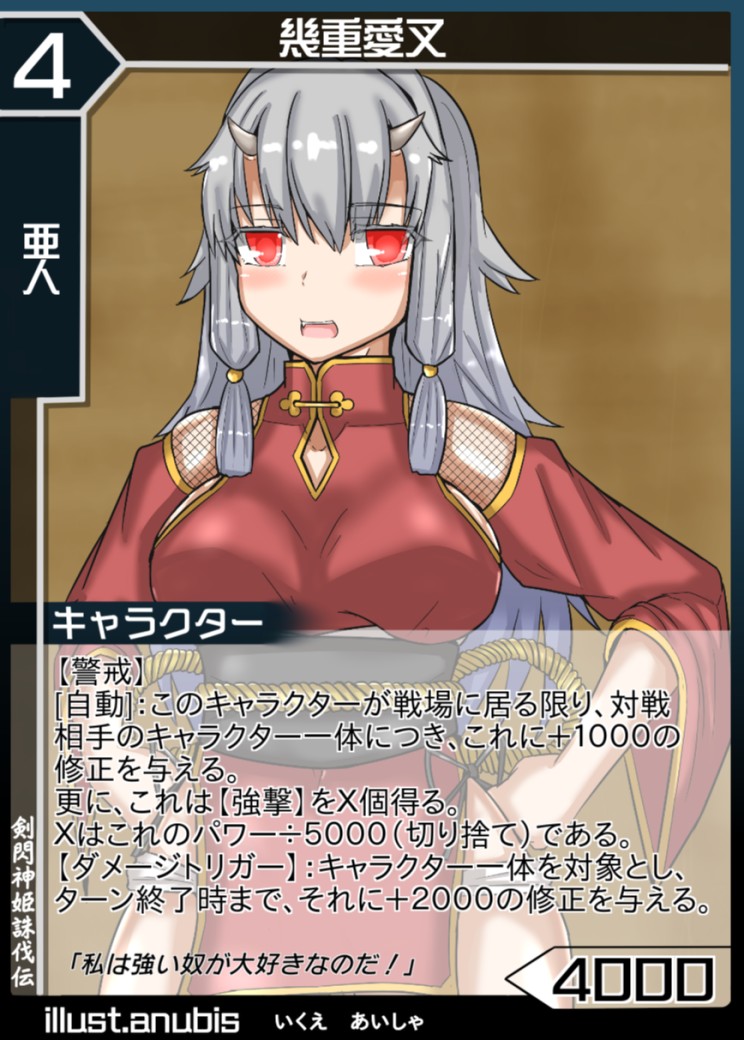 4
幾重愛叉
亜人
キャラクター
【警戒】
[自動]:このキャラクターが戦場に居る限り、対戦
相手のキャラクター一体につき、これに+1000の
修正を与える。
更に、これは【強撃】をX個得る。
Xはこれのパワー÷5000(切り捨て)である。
【ダメージトリガー】:キャラクター一体を対象とし、
ターン終了時まで、それに+2000の修正を与える。
「私は強い奴が大好きなのだ!」
剣閃神姫誅伐伝
4000
illust.anubis いくえ あいしゃ